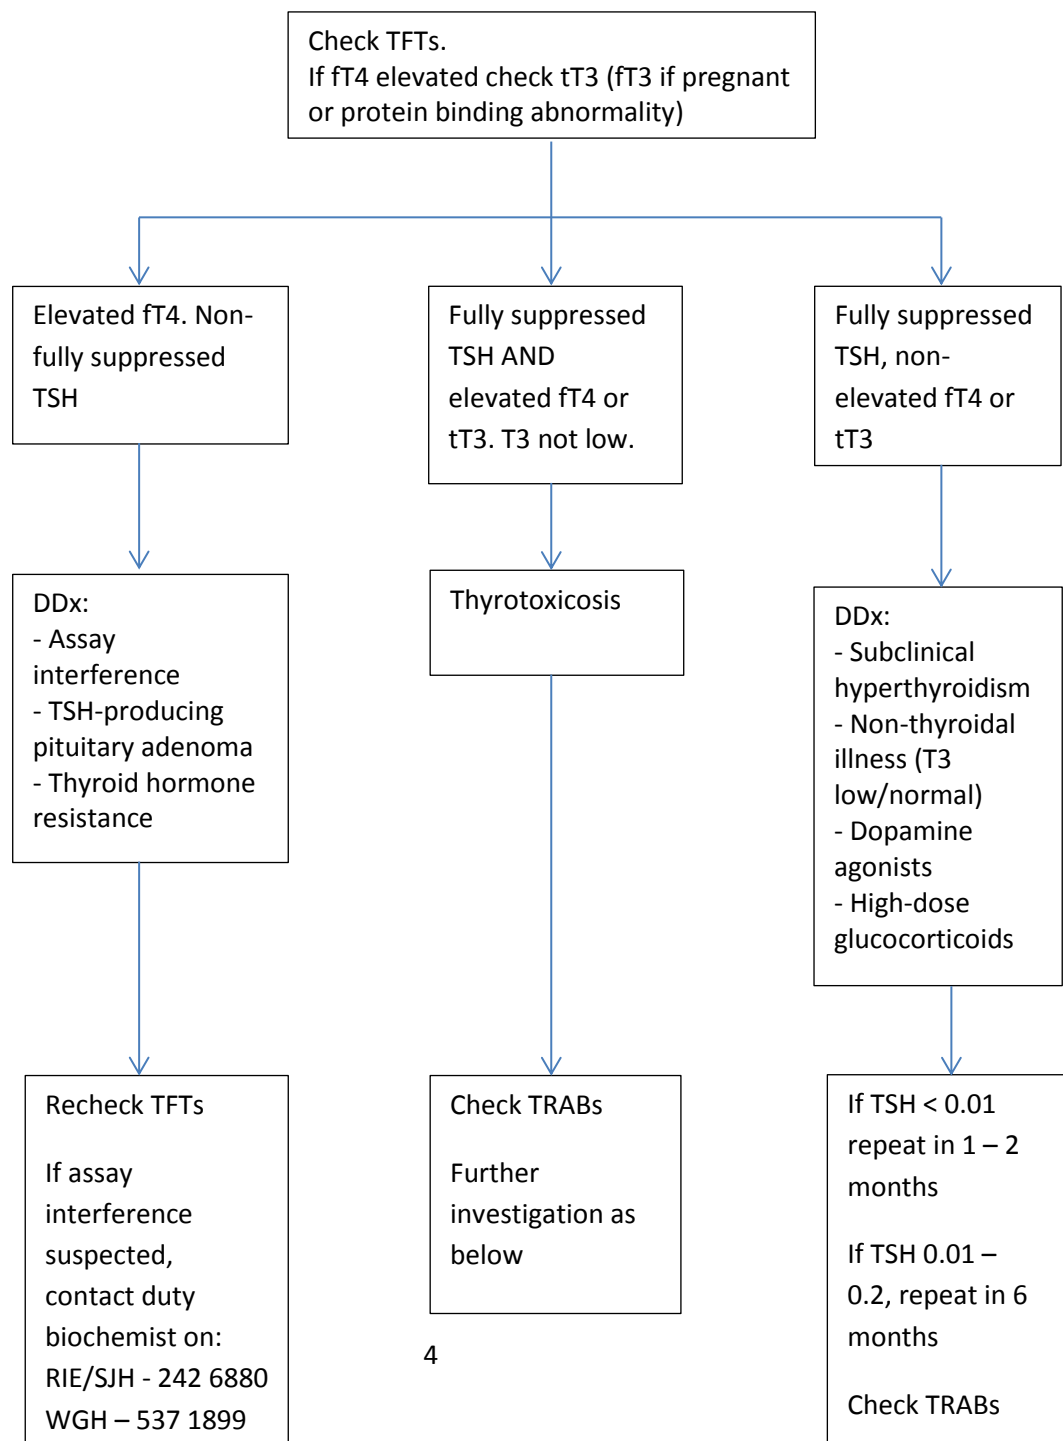 Check TFTs.
If fT4 elevated check tT3 (fT3 if pregnant
or protein binding abnormality)
Elevated fT4. Non-
fully suppressed
TSH
Fully suppressed
TSH AND
elevated fT4 or
tT3. T3 not low.
Fully suppressed
TSH, non-
elevated fT4 or
tT3
DDx:
- Assay
interference
- TSH-producing
pituitary adenoma
- Thyroid hormone
resistance
Thyrotoxicosis
DDx:
- Subclinical
hyperthyroidism
- Non-thyroidal
illness (T3
low/normal)
- Dopamine
agonists
- High-dose
glucocorticoids
Recheck TFTs
If assay
interference
suspected,
contact duty
biochemist on:
RIE/SJH - 242 6880
WGH – 537 1899
Check TRABs
Further
investigation as
below
If TSH < 0.01
repeat in 1 – 2
months
If TSH 0.01 –
0.2, repeat in 6
months
Check TRABs
4